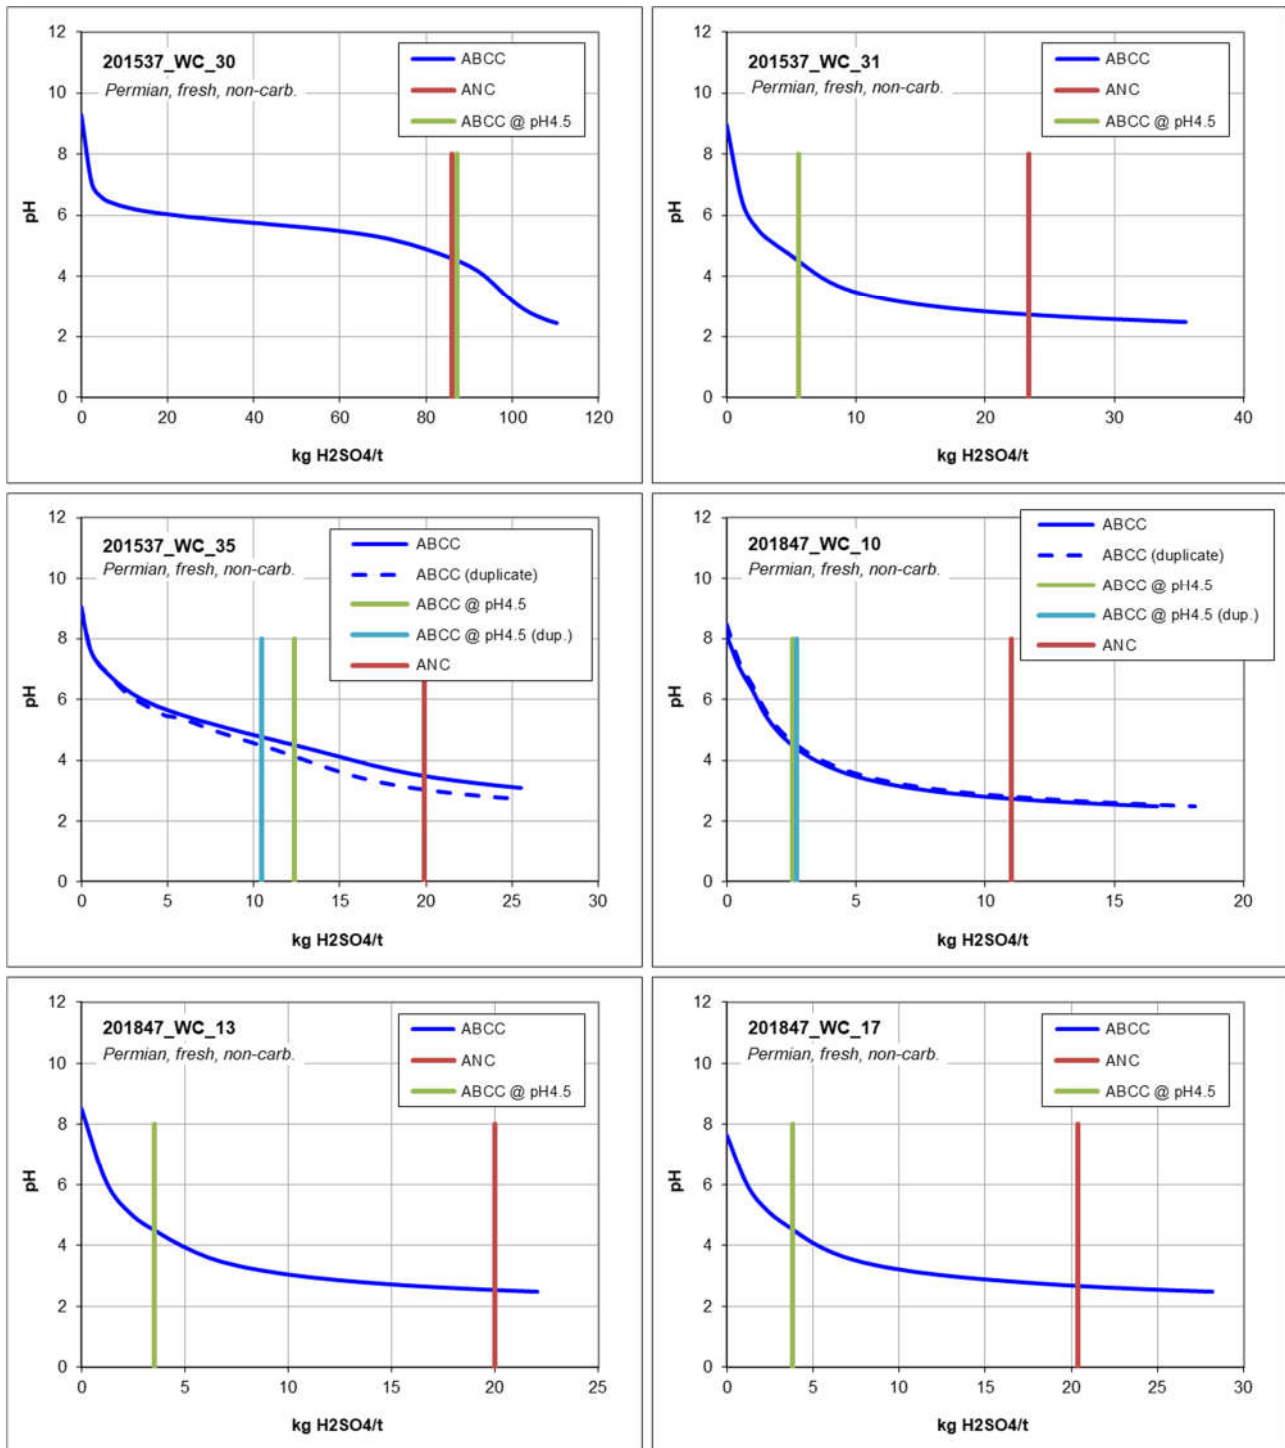 201537_WC_30
Permian, fresh, non-carb.
ABCC
ANC
ABCC @ pH4.5
pH
12
10
8
6
4
2
0
0 20 40 60 80 100 120
kg H2SO4/t
201537_WC_31
Permian, fresh, non-carb.
ABCC
ANC
ABCC @ pH4.5
pH
12
10
8
6
4
2
0
0 10 20 30 40
kg H2SO4/t
201537_WC_35
Permian, fresh, non-carb.
ABCC
ABCC (duplicate)
ABCC @ pH4.5
ABCC @ pH4.5 (dup.)
ANC
pH
12
10
8
6
4
2
0
0 5 10 15 20 25 30
kg H2SO4/t
201847_WC_10
Permian, fresh, non-carb.
ABCC
ABCC (duplicate)
ABCC @ pH4.5
ABCC @ pH4.5 (dup.)
ANC
pH
12
10
8
6
4
2
0
0 5 10 15 20
kg H2SO4/t
201847_WC_13
Permian, fresh, non-carb.
ABCC
ANC
ABCC @ pH4.5
pH
12
10
8
6
4
2
0
0 5 10 15 20 25
kg H2SO4/t
201847_WC_17
Permian, fresh, non-carb.
ABCC
ANC
ABCC @ pH4.5
pH
12
10
8
6
4
2
0
0 5 10 15 20 25 30
kg H2SO4/t